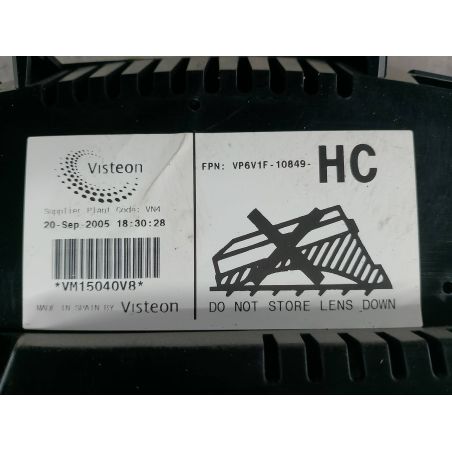 Visteon
Supplier Plant Code: VN4
20-Sep 2005 18:30:28
*VM15040V8*
MADE IN SPAIN BY Visteon
FPN: VP6V1F-10849- HC
DO NOT STORE LENS DOWN